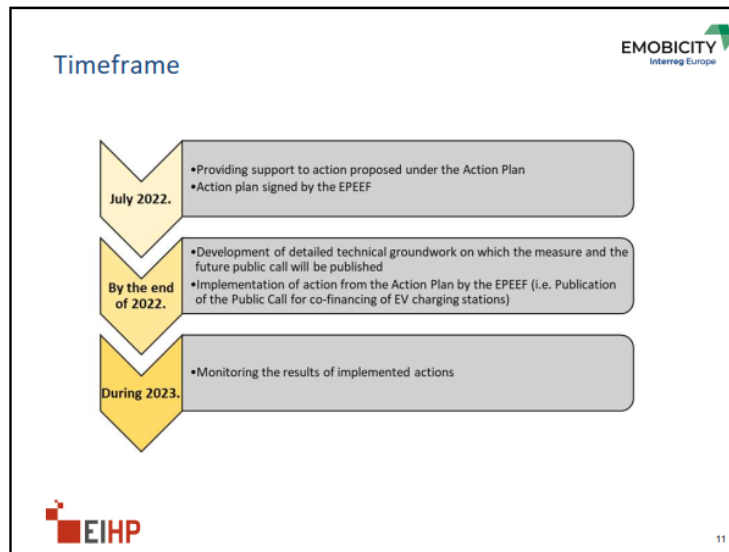 Timeframe
EMOBICITY
Interreg Europe
July 2022.
•Providing support to action proposed under the Action Plan
•Action plan signed by the EPEEF
By the end
of 2022.
•Development of detailed technical groundwork on which the measure and the
future public call will be published
•Implementation of action from the Action Plan by the EPEEF (i.e. Publication
of the Public Call for co-financing of EV charging stations)
During 2023.
•Monitoring the results of implemented actions
EIHP
11